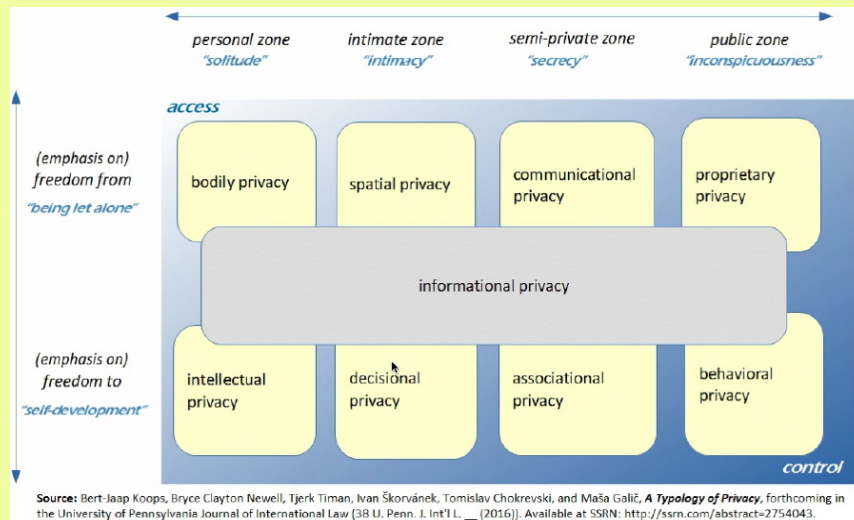 personal zone
"solitude"
intimate zone
"intimacy"
semi-private zone
"secrecy"
public zone
"inconspicuousness"
access
(emphasis on)
freedom from
"being let alone"
bodily privacy
spatial privacy
communicational
privacy
proprietary
privacy
informational privacy
(emphasis on)
freedom to
"self-development"
intellectual
privacy
decisional
privacy
associational
privacy
behavioral
privacy
control
Source: Bert-Jaap Koops, Bryce Clayton Newell, Tjerk Timan, Ivan Škorvánek, Tomislav Chokrevski, and Maša Galič, A Typology of Privacy, forthcoming in
the University of Pennsylvania Journal of International Law (38 U. Penn. J. Int'l L. __ (2016)). Available at SSRN: http://ssrn.com/abstract=2754043.